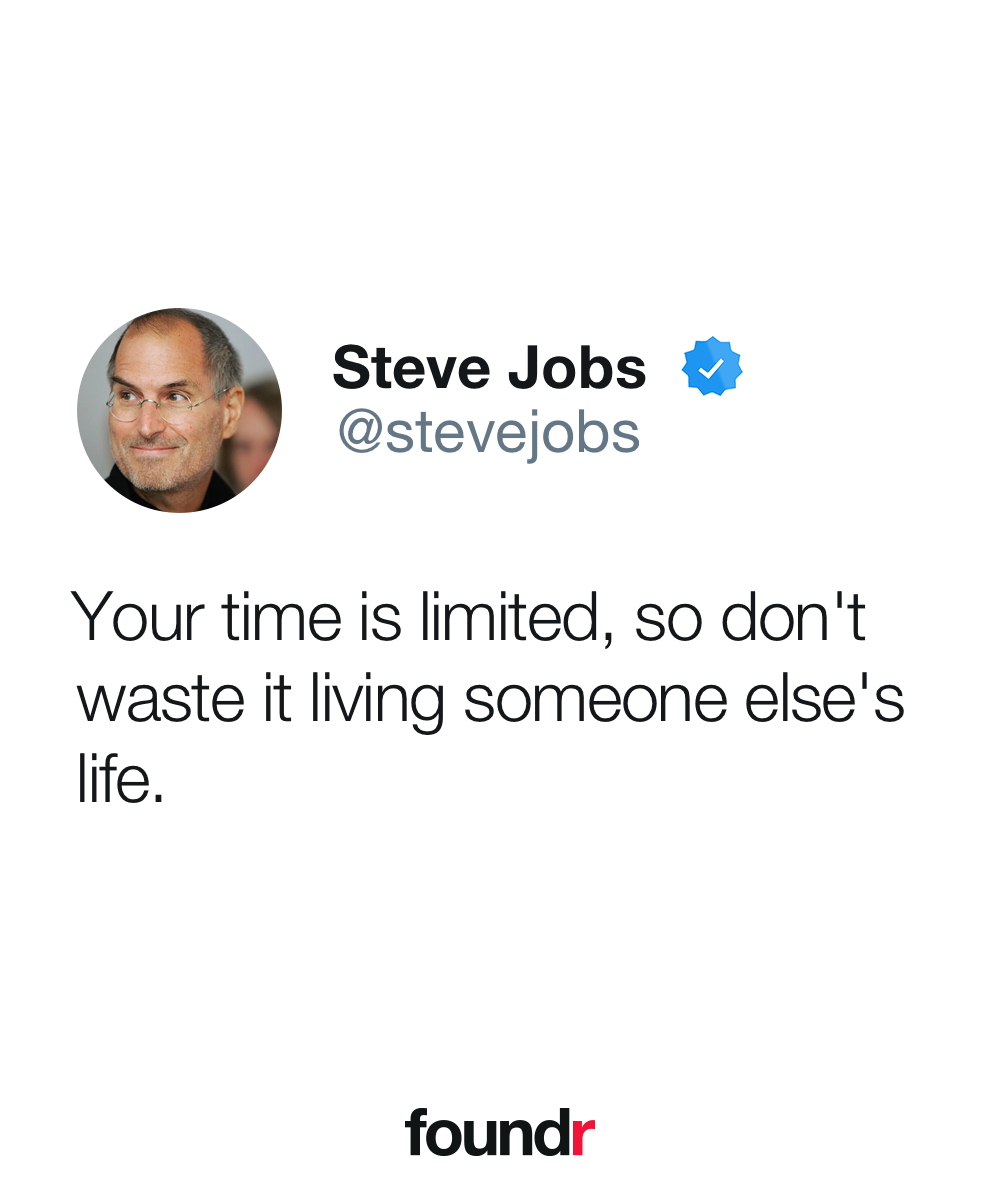 Steve Jobs
@stevejobs
Your time is limited, so don't
waste it living someone else's
life.
foundr